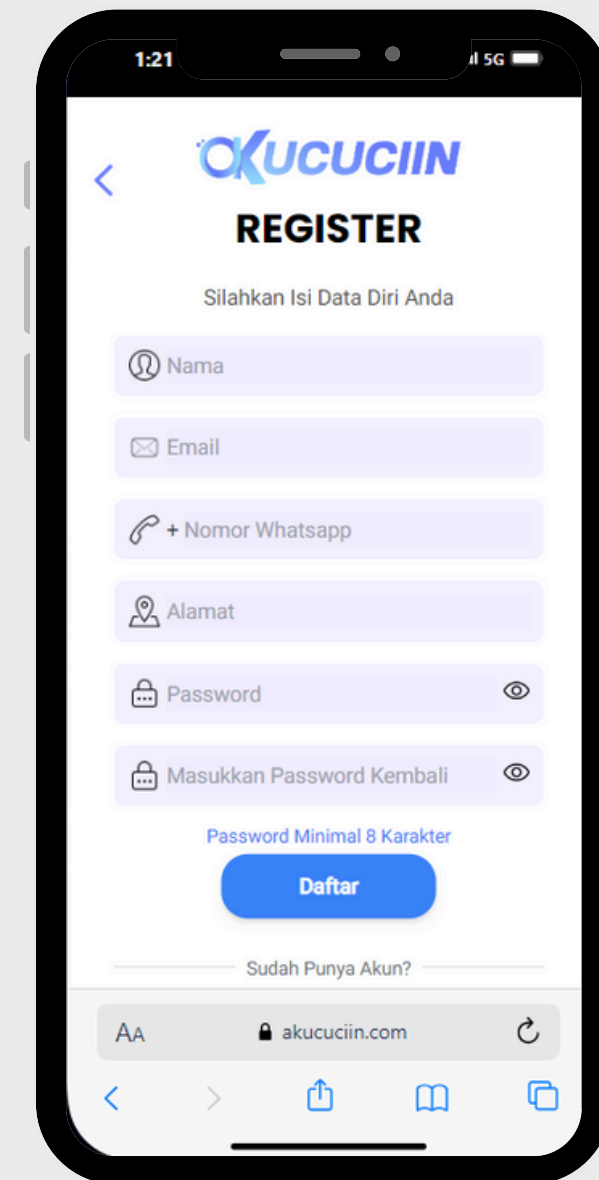 1:21
5G
AKUCUCIIN
REGISTER
Silahkan Isi Data Diri Anda
Nama
Email
+ Nomor Whatsapp
Alamat
Password
Masukkan Password Kembali
Password Minimal 8 Karakter
Daftar
Sudah Punya Akun?
AA
akucuciin.com